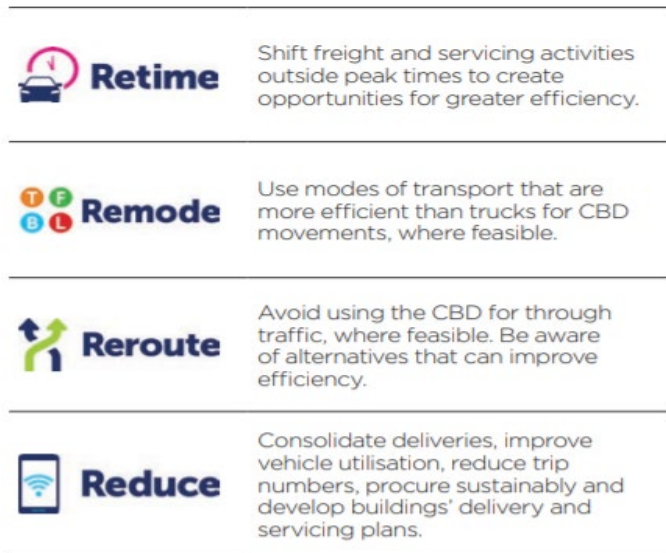 Retime
Shift freight and servicing activities
outside peak times to create
opportunities for greater efficiency.
T F
B L
Remode
Use modes of transport that are
more efficient than trucks for CBD
movements, where feasible.
Reroute
Avoid using the CBD for through
traffic, where feasible. Be aware
of alternatives that can improve
efficiency.
Reduce
Consolidate deliveries, improve
vehicle utilisation, reduce trip
numbers, procure sustainably and
develop buildings' delivery and
servicing plans.